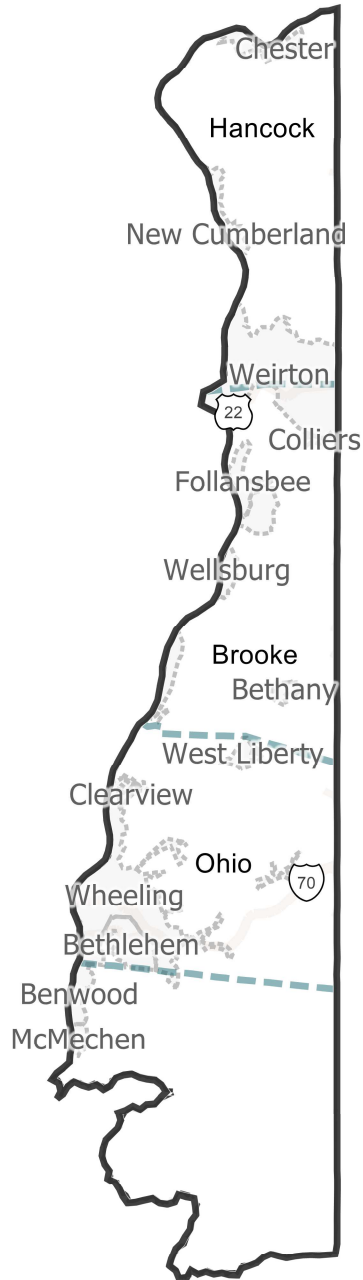 Chester
Hancock
New Cumberland
Weirton
22
Colliers
Follansbee
Wellsburg
Brooke
Bethany
West Liberty
Clearview
Ohio
70
Wheeling
Bethlehem
Benwood
McMechen